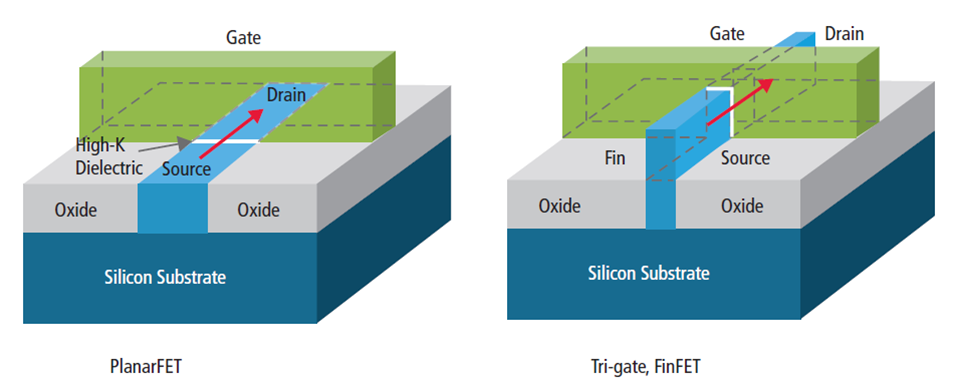 Gate
Drain
High-K
Dielectric
Source
Oxide
Oxide
Silicon Substrate
PlanarFET
Gate
Drain
Fin
Source
Oxide
Oxide
Silicon Substrate
Tri-gate, FinFET